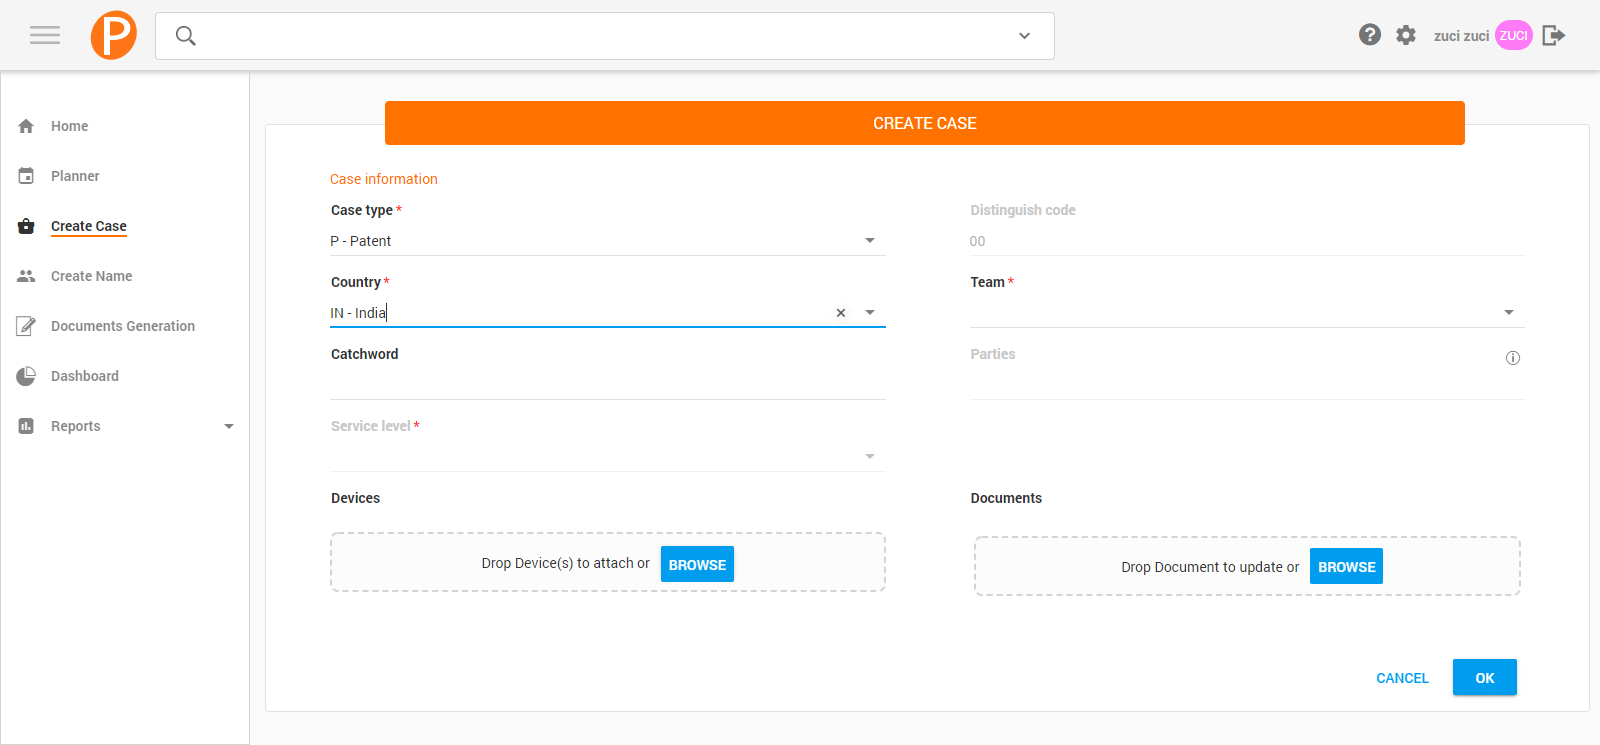 P
zuci zuci ZUCI
Home
Planner
Create Case
Create Name
Documents Generation
Dashboard
Reports
CREATE CASE
Case information
Case type *
P - Patent
Distinguish code
00
Country *
IN - India
Team *
Catchword
Parties
Service level *
Devices
Drop Device(s) to attach or BROWSE
Documents
Drop Document to update or BROWSE
CANCEL OK